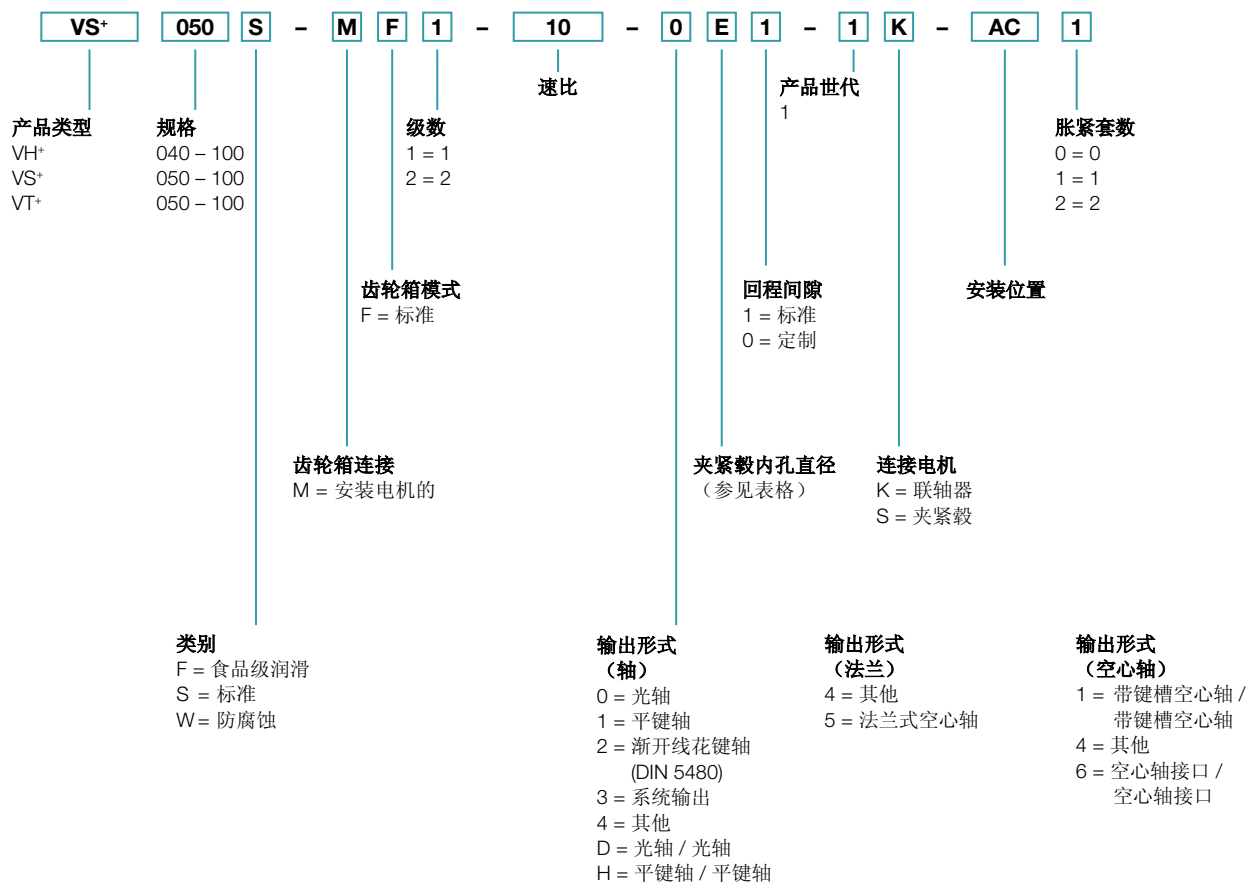 VS⁺ 050 S – M F 1 – 10 – 0 E 1 – 1 K – AC 1
速比
产品世代
1
产品类型
VH⁺
VS⁺
VT⁺
规格
040 – 100
050 – 100
050 – 100
级数
1 = 1
2 = 2
胀紧套数
0 = 0
1 = 1
2 = 2
齿轮箱模式
F = 标准
回程间隙
1 = 标准
0 = 定制
安装位置
齿轮箱连接
M = 安装电机的
夹紧毂内孔直径
（参见表格）
连接电机
K = 联轴器
S = 夹紧毂
类别
F = 食品级润滑
S = 标准
W = 防腐蚀
输出形式
（轴）
0 = 光轴
1 = 平键轴
2 = 渐开线花键轴
(DIN 5480)
3 = 系统输出
4 = 其他
D = 光轴 / 光轴
H = 平键轴 / 平键轴
输出形式
（法兰）
4 = 其他
5 = 法兰式空心轴
输出形式
（空心轴）
1 = 带键槽空心轴 /
带键槽空心轴
4 = 其他
6 = 空心轴接口 /
空心轴接口